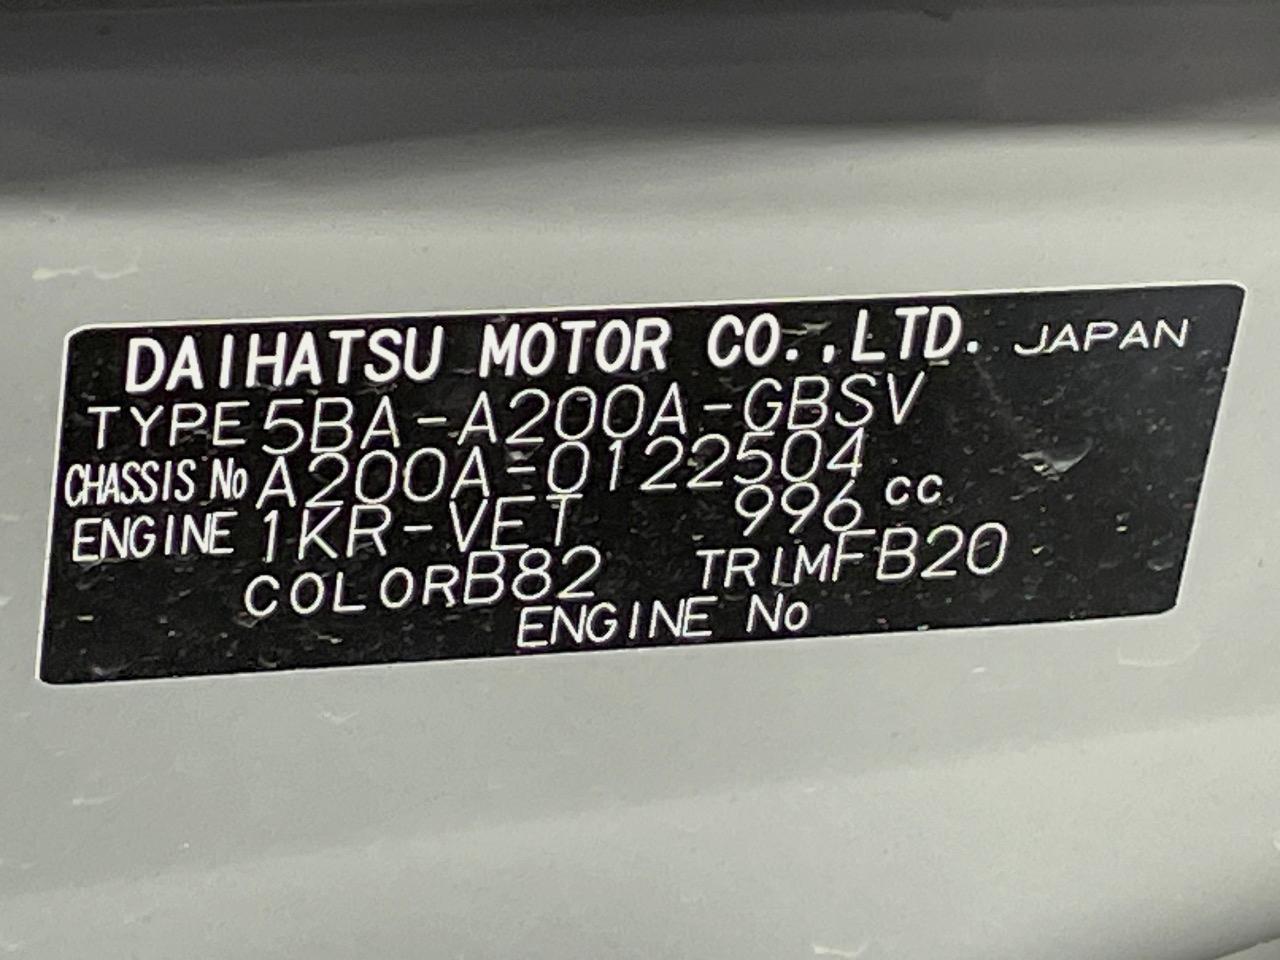 DAIHATSU MOTOR CO.,LTD. JAPAN
TYPE 5BA-A200A-GBSV
CHASSIS No A200A-0122504
ENGINE 1KR-VET 996 cc
COLOR B82 TRIM FB20
ENGINE No